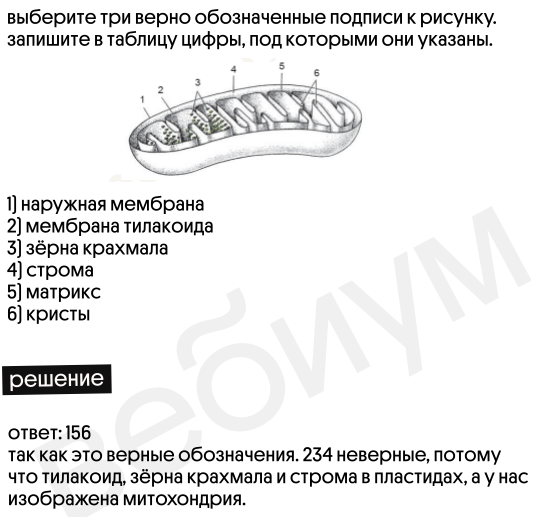 выберите три верно обозначенные подписи к рисунку.
запишите в таблицу цифры, под которыми они указаны.
1 2 3 4 5 6
1) наружная мембрана
2) мембрана тилакоида
3) зёрна крахмала
4) строма
5) матрикс
6) кристы
решение
вебиум
ответ: 156
так как это верные обозначения. 234 неверные, потому
что тилакоид, зёрна крахмала и строма в пластидах, а у нас
изображена митохондрия.